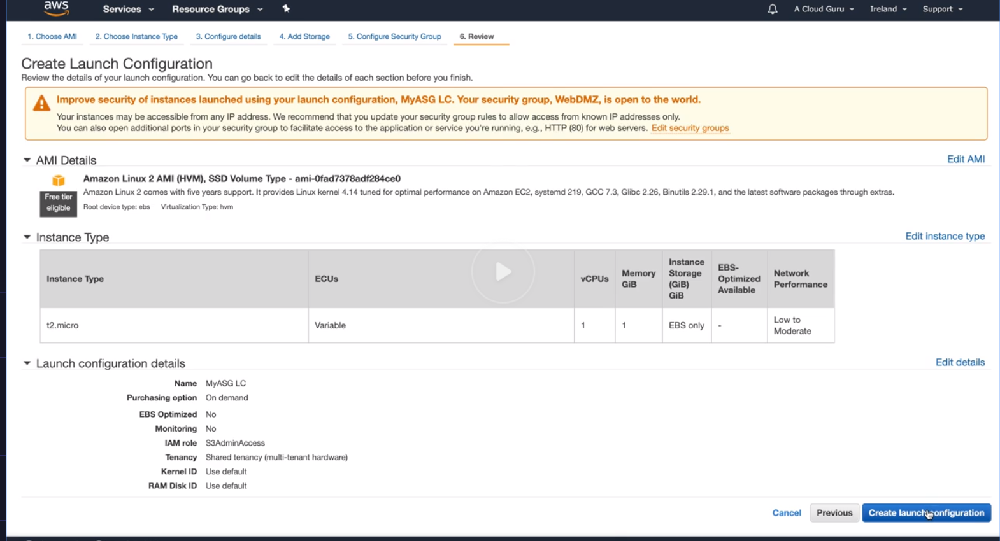 aws
Services
Resource Groups
A Cloud Guru
Ireland
Support
1. Choose AMI
2. Choose Instance Type
3. Configure details
4. Add Storage
5. Configure Security Group
6. Review
Create Launch Configuration
Review the details of your launch configuration. You can go back to edit the details of each section before you finish.
Improve security of instances launched using your launch configuration, MyASG LC. Your security group, WebDMZ, is open to the world.
Your instances may be accessible from any IP address. We recommend that you update your security group rules to allow access from known IP addresses only.
You can also open additional ports in your security group to facilitate access to the application or service you're running, e.g., HTTP (80) for web servers. Edit security groups
AMI Details
Edit AMI
Amazon Linux 2 AMI (HVM), SSD Volume Type - ami-0fad7378adf284ce0
Free tier
eligible
Amazon Linux 2 comes with five years support. It provides Linux kernel 4.14 tuned for optimal performance on Amazon EC2, systemd 219, GCC 7.3, Glibc 2.26, Binutils 2.29.1, and the latest software packages through extras.
Root device type: ebs Virtualization Type: hvm
Instance Type
Edit instance type
Instance Type
ECUs
vCPUs
Memory
GiB
Instance
Storage
(GiB)
GiB
EBS-
Optimized
Available
Network
Performance
t2.micro
Variable
1
1
EBS only
-
Low to
Moderate
Launch configuration details
Edit details
Name MyASG LC
Purchasing option On demand
EBS Optimized No
Monitoring No
IAM role S3AdminAccess
Tenancy Shared tenancy (multi-tenant hardware)
Kernel ID Use default
RAM Disk ID Use default
Cancel
Previous
Create launch configuration